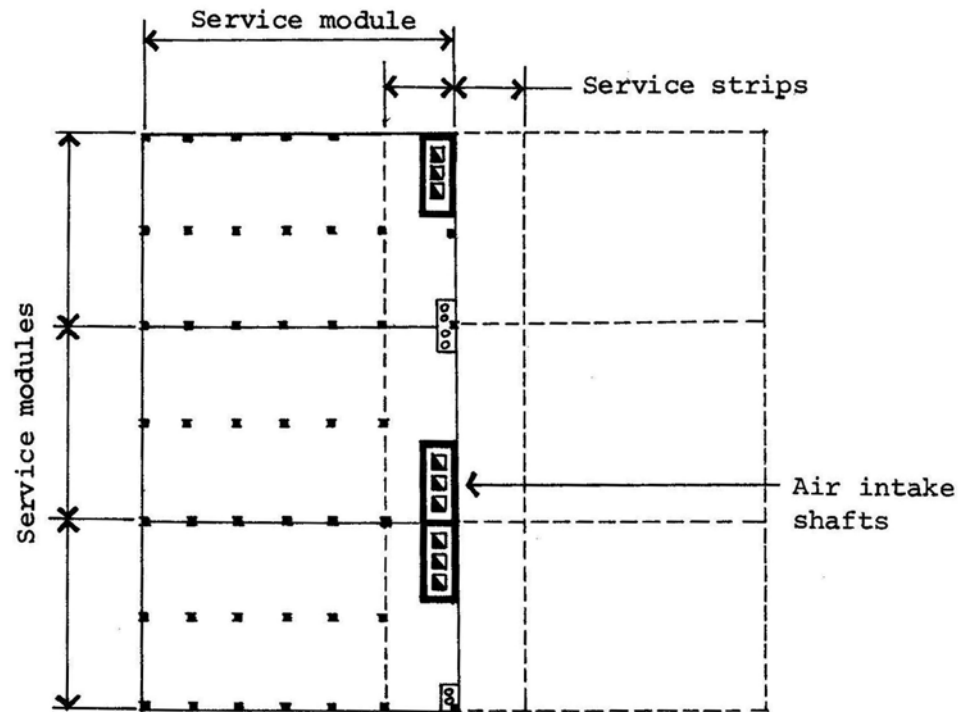 Service module
Service strips
Service modules
Air intake
shafts